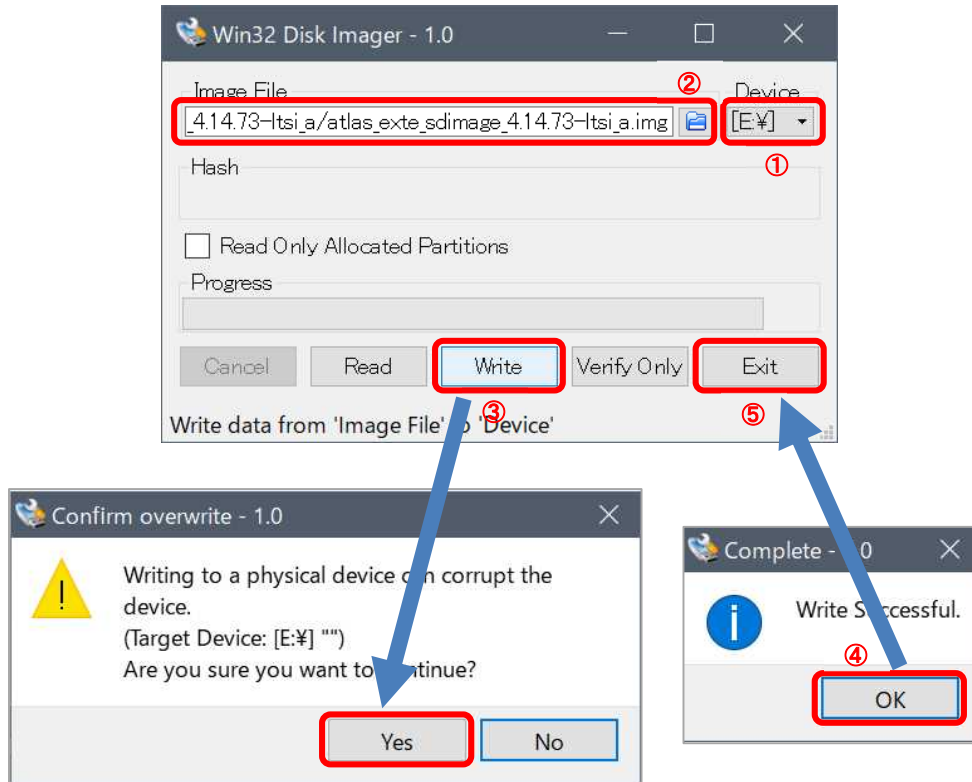 Win32 Disk Imager - 1.0
Image File
②
Device
_4.14.73-ltsi_a/atlas_exte_sdimage_4.14.73-ltsi_a.img
[E:¥]
①
Hash
Read Only Allocated Partitions
Progress
Cancel
Read
Write
Verify Only
Exit
③
⑤
Write data from 'Image File' to 'Device'
Confirm overwrite - 1.0
Writing to a physical device can corrupt the
device.
(Target Device: [E:¥] "")
Are you sure you want to continue?
Yes
No
Complete - 1.0
Write Successful.
④
OK